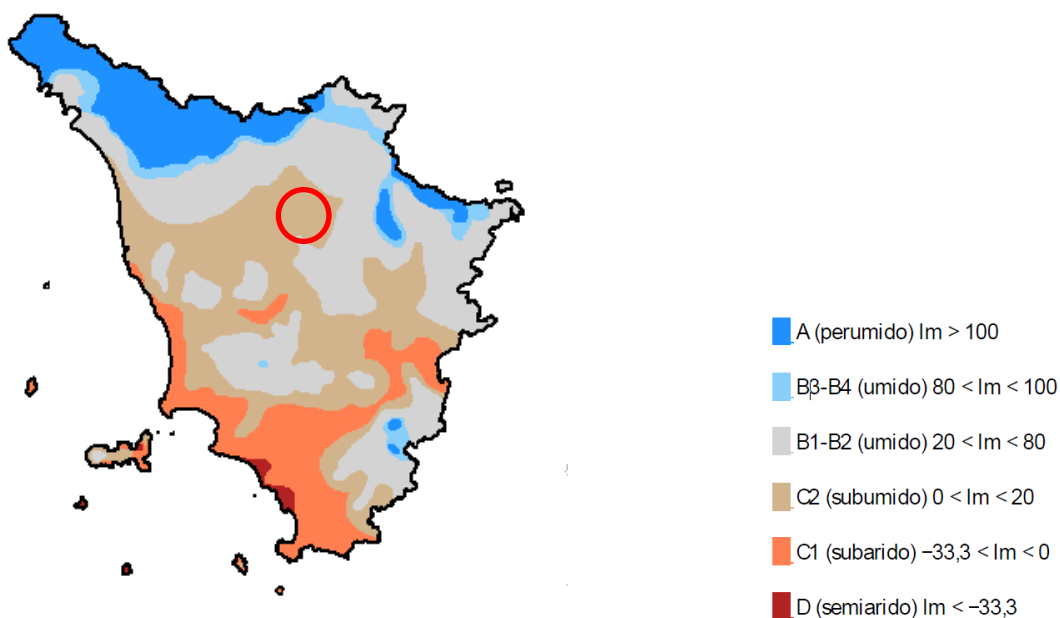 A (perumido) Im > 100
Bβ-B4 (umido) 80 < Im < 100
B1-B2 (umido) 20 < Im < 80
C2 (subumido) 0 < Im < 20
C1 (subarido) −33,3 < Im < 0
D (semiarido) Im < −33,3